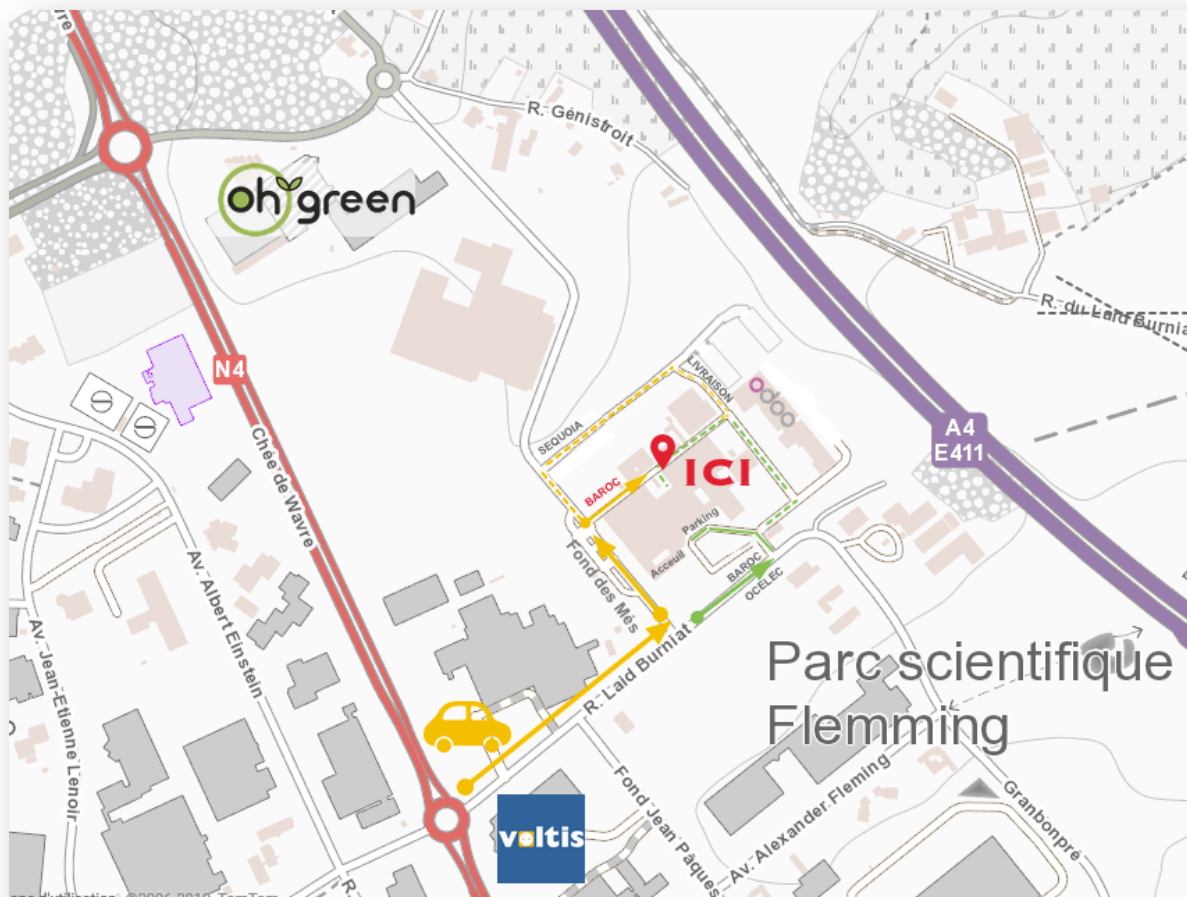 R. Génistroit
oh green
R. du Laid Burnia
N4
LIVRAISON
odoo
A4
E411
SEQUOIA
Chée de Wavre
ICI
BAROC
Parking
Acceuil
Fond des Més
BAROC
OCELEC
Av. Albert Einstein
Av. Jean-Etienne Lenoir
R. Laid Burniat
Parc scientifique
Flemming
voltis
Fond Jean Pâques
Av. Alexander Fleming
Granbonpré
R.